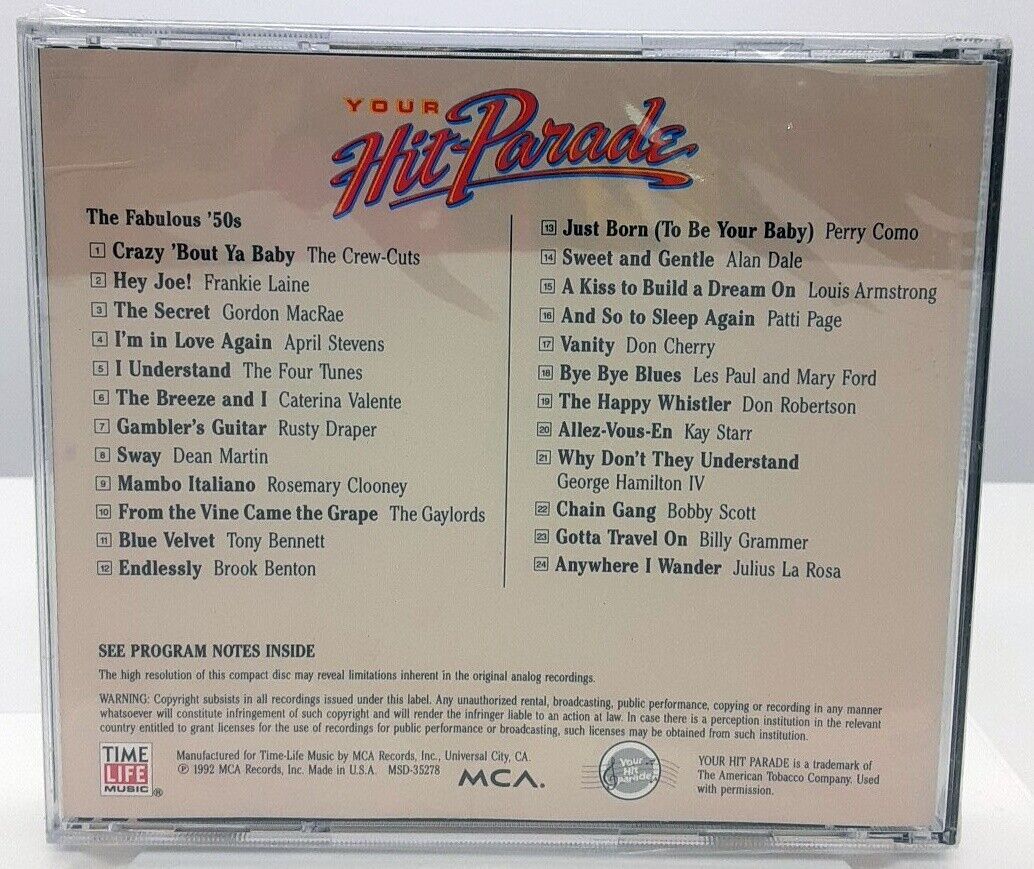 YOUR
Hit-Parade
The Fabulous '50s
1 Crazy 'Bout Ya Baby The Crew-Cuts
2 Hey Joe! Frankie Laine
3 The Secret Gordon MacRae
4 I'm in Love Again April Stevens
5 I Understand The Four Tunes
6 The Breeze and I Caterina Valente
7 Gambler's Guitar Rusty Draper
8 Sway Dean Martin
9 Mambo Italiano Rosemary Clooney
10 From the Vine Came the Grape The Gaylords
11 Blue Velvet Tony Bennett
12 Endlessly Brook Benton
13 Just Born (To Be Your Baby) Perry Como
14 Sweet and Gentle Alan Dale
15 A Kiss to Build a Dream On Louis Armstrong
16 And So to Sleep Again Patti Page
17 Vanity Don Cherry
18 Bye Bye Blues Les Paul and Mary Ford
19 The Happy Whistler Don Robertson
20 Allez-Vous-En Kay Starr
21 Why Don't They Understand
George Hamilton IV
22 Chain Gang Bobby Scott
23 Gotta Travel On Billy Grammer
24 Anywhere I Wander Julius La Rosa
SEE PROGRAM NOTES INSIDE
The high resolution of this compact disc may reveal limitations inherent in the original analog recordings.
WARNING: Copyright subsists in all recordings issued under this label. Any unauthorized rental, broadcasting, public performance, copying or recording in any manner
whatsoever will constitute infringement of such copyright and will render the infringer liable to an action at law. In case there is a perception institution in the relevant
country entitled to grant licenses for the use of recordings for public performance or broadcasting, such licenses may be obtained from such institution.
TIME
LIFE
MUSIC ®
Manufactured for Time-Life Music by MCA Records, Inc., Universal City, CA.
℗ 1992 MCA Records, Inc. Made in U.S.A. MSD-35278
MCA.
Your
Hit
Parade
YOUR HIT PARADE is a trademark of
The American Tobacco Company. Used
with permission.